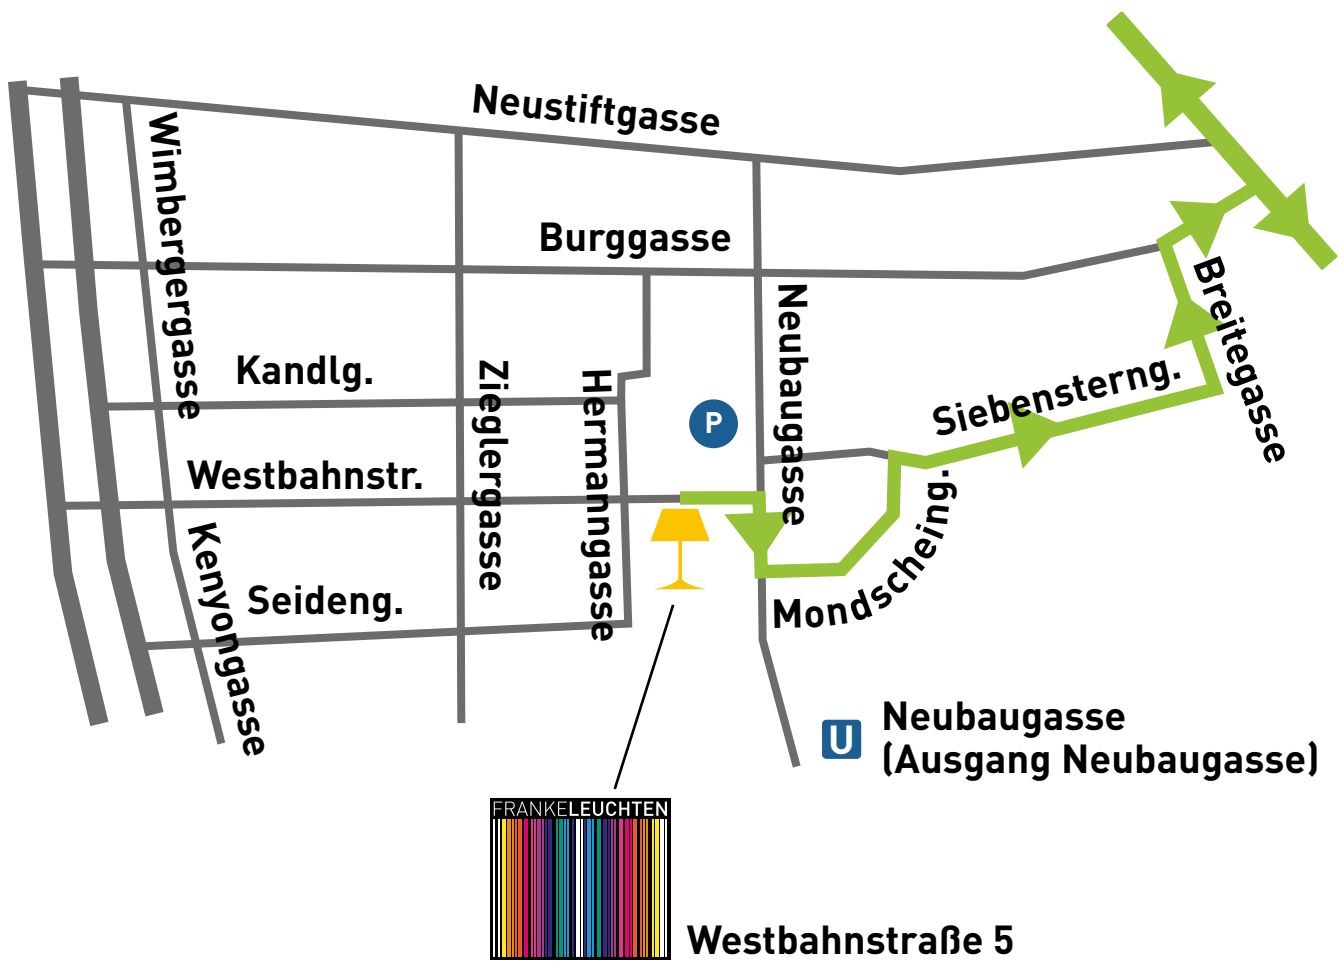 Neustiftgasse
Wimbergergasse
Burggasse
Breitegasse
Neubaugasse
Kandlg.
Zieglergasse
Hermanngasse
Siebensterng.
P
Westbahnstr.
Kenyongasse
Seideng.
Mondscheing.
U
Neubaugasse
(Ausgang Neubaugasse)
FRANKELEUCHTEN
Westbahnstraße 5